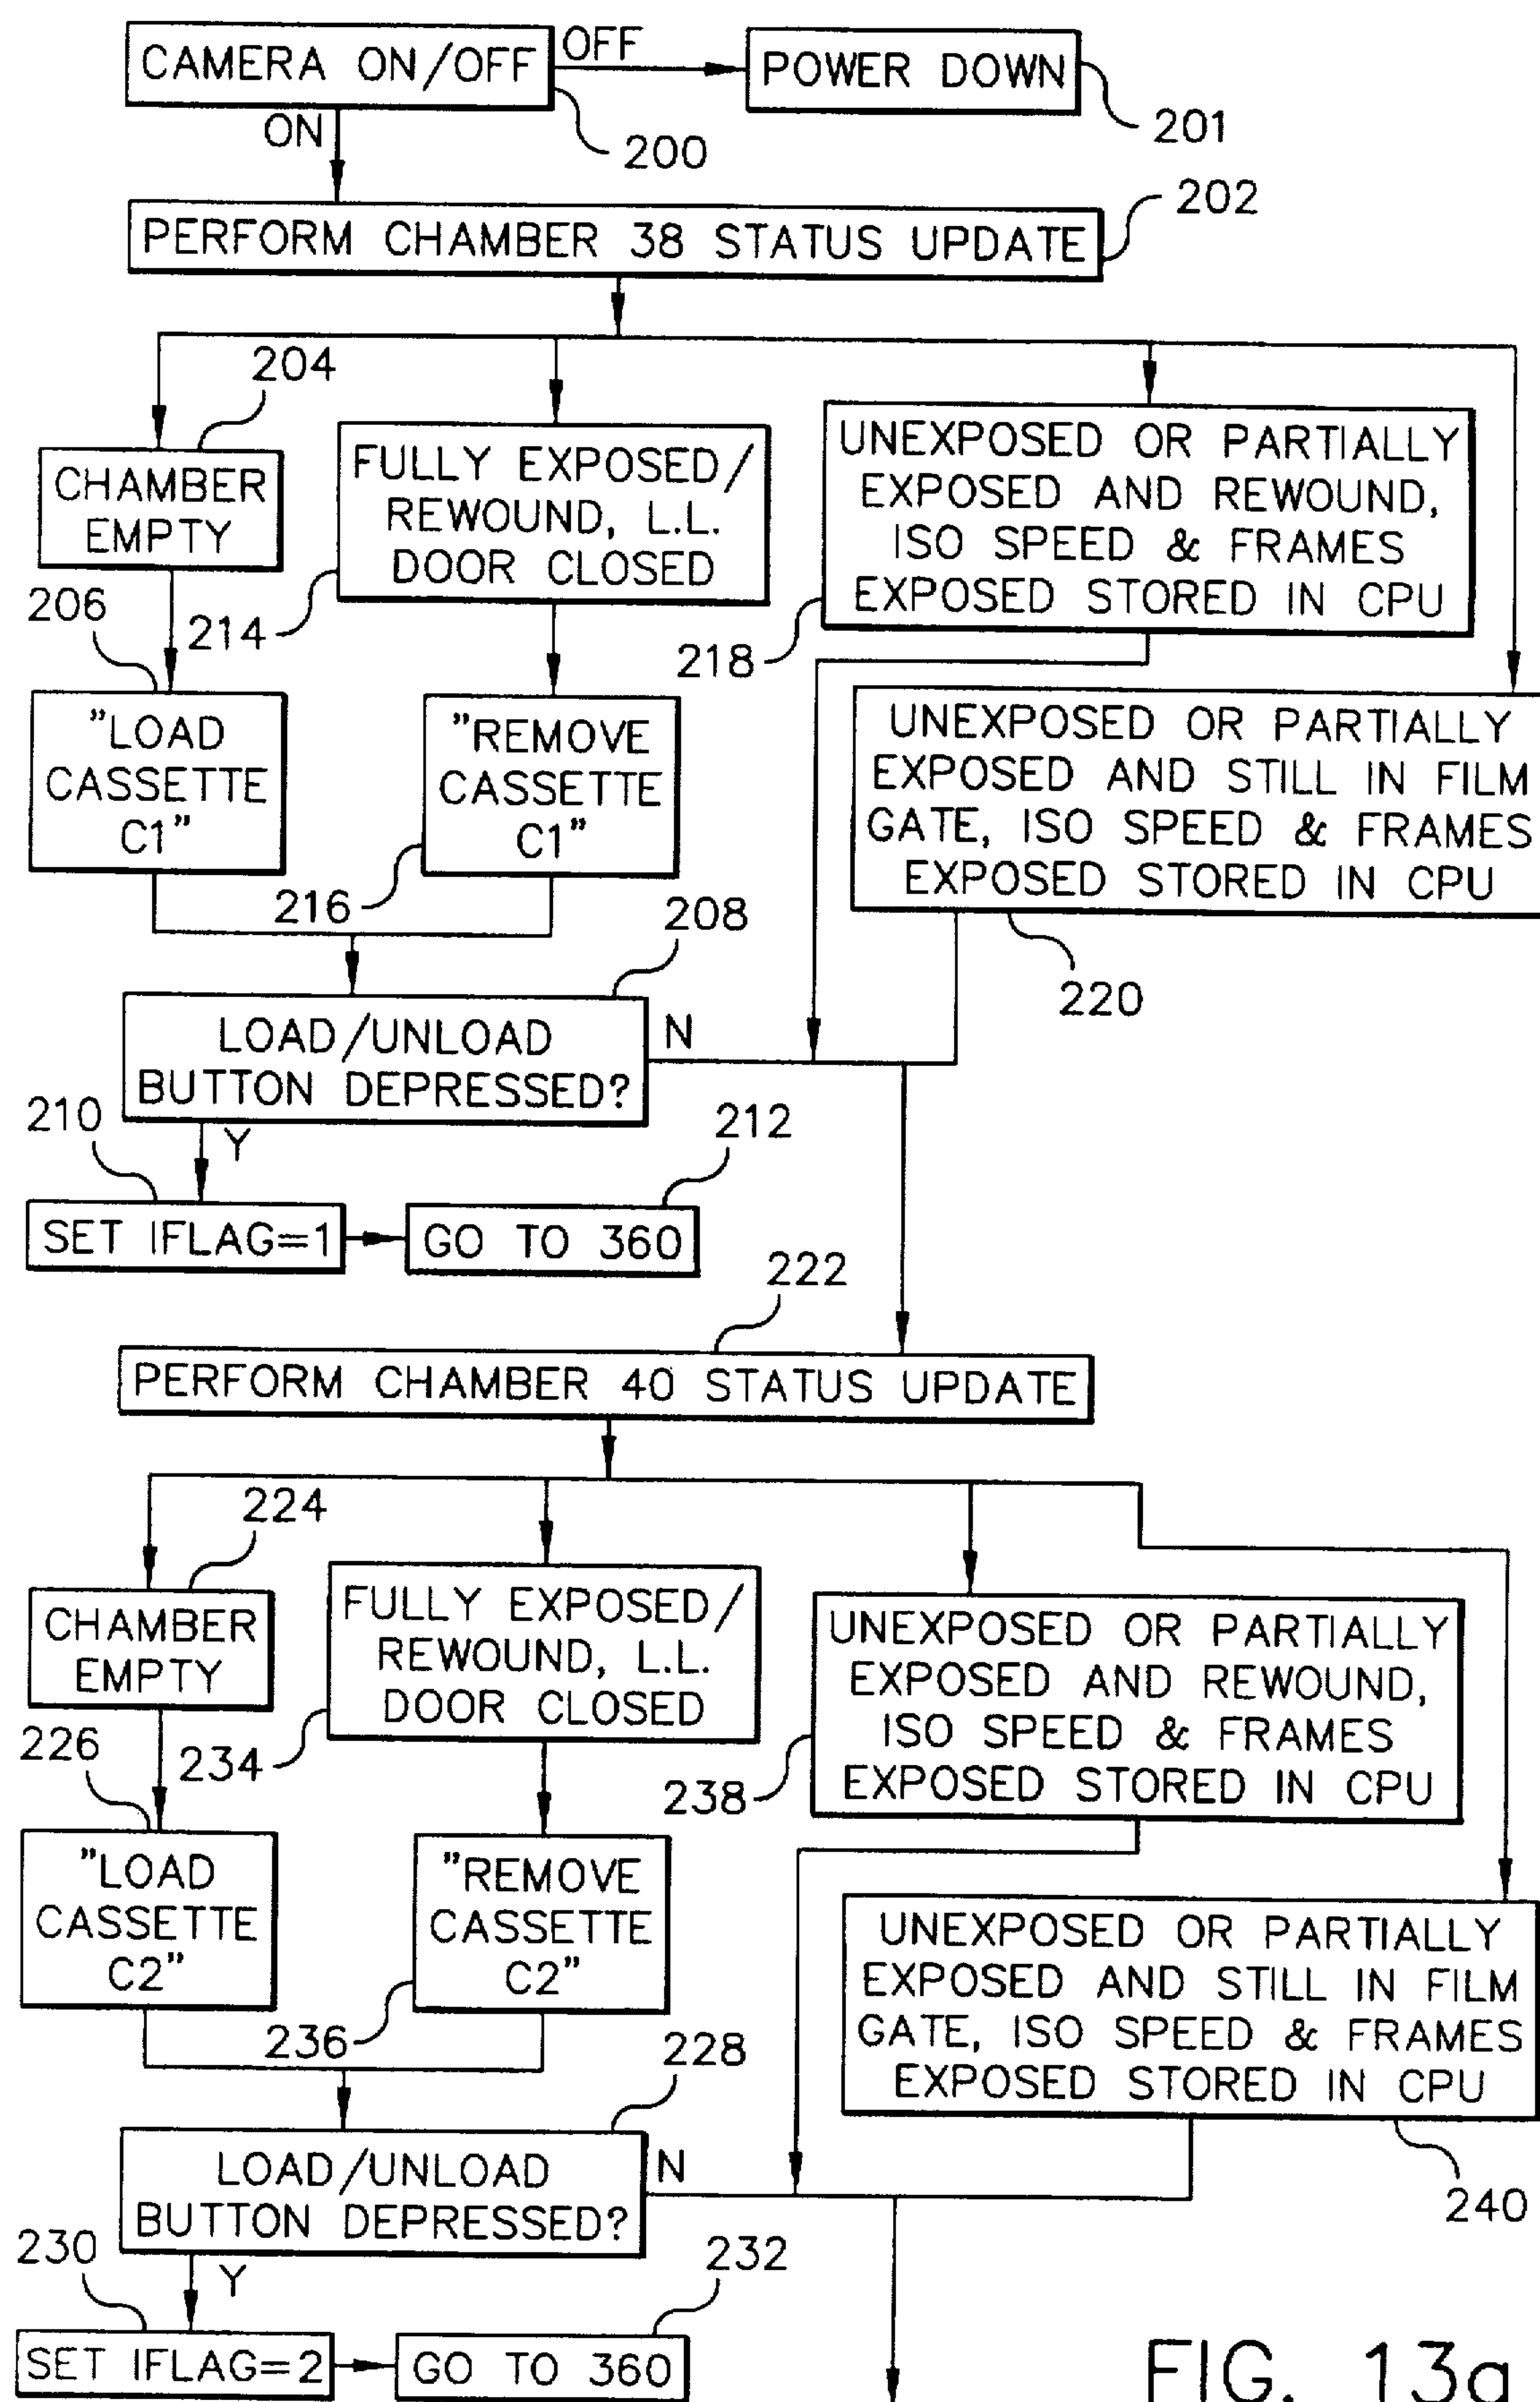 CAMERA ON/OFF
OFF
POWER DOWN
201
ON
200
202
PERFORM CHAMBER 38 STATUS UPDATE
204
CHAMBER
EMPTY
FULLY EXPOSED/
REWOUND, L.L.
DOOR CLOSED
UNEXPOSED OR PARTIALLY
EXPOSED AND REWOUND,
ISO SPEED & FRAMES
EXPOSED STORED IN CPU
206
214
218
"LOAD
CASSETTE
C1"
"REMOVE
CASSETTE
C1"
UNEXPOSED OR PARTIALLY
EXPOSED AND STILL IN FILM
GATE, ISO SPEED & FRAMES
EXPOSED STORED IN CPU
216
208
220
LOAD/UNLOAD
BUTTON DEPRESSED?
N
210
Y
212
SET IFLAG=1
GO TO 360
222
PERFORM CHAMBER 40 STATUS UPDATE
224
CHAMBER
EMPTY
FULLY EXPOSED/
REWOUND, L.L.
DOOR CLOSED
UNEXPOSED OR PARTIALLY
EXPOSED AND REWOUND,
ISO SPEED & FRAMES
EXPOSED STORED IN CPU
226
234
238
"LOAD
CASSETTE
C2"
"REMOVE
CASSETTE
C2"
UNEXPOSED OR PARTIALLY
EXPOSED AND STILL IN FILM
GATE, ISO SPEED & FRAMES
EXPOSED STORED IN CPU
236
228
240
LOAD/UNLOAD
BUTTON DEPRESSED?
N
230
Y
232
SET IFLAG=2
GO TO 360
FIG. 13a